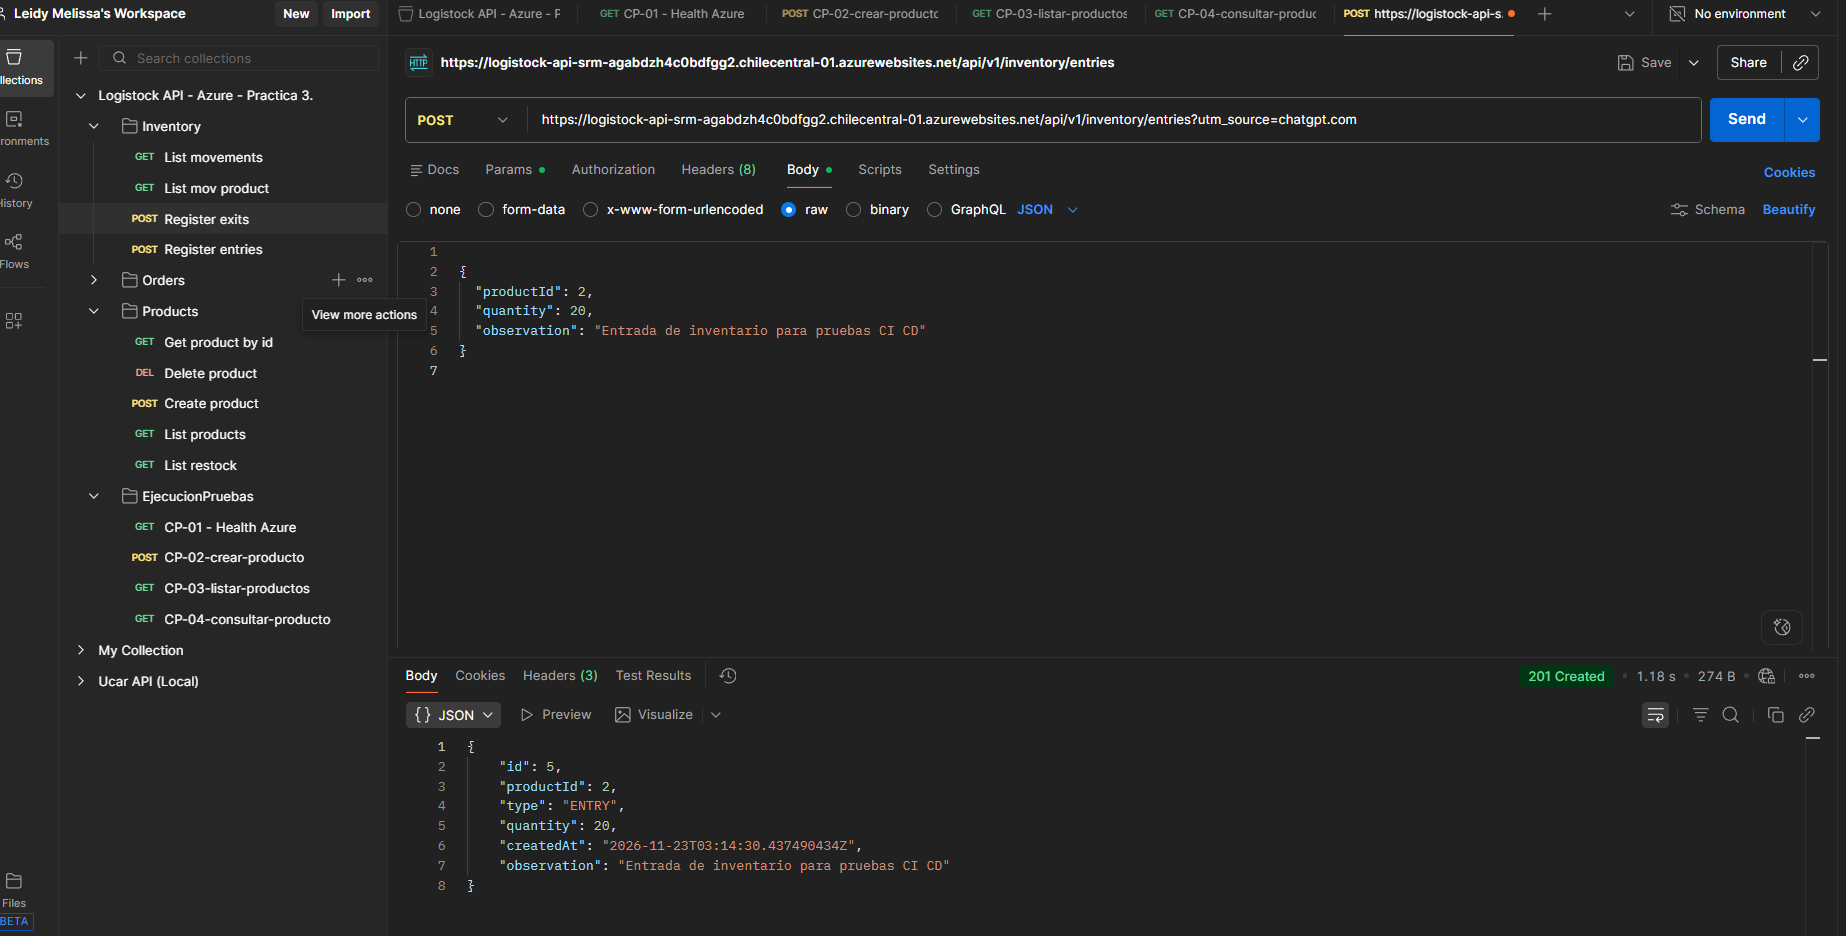 Leidy Melissa's Workspace
New
Import
Logistock API - Azure - P
GET CP-01 - Health Azure
POST CP-02-crear-producto
GET CP-03-listar-productos
GET CP-04-consultar-produc
POST https://logistock-api-s.
No environment
llections
ronments
History
Flows
Files
BETA
Search collections
Logistock API - Azure - Practica 3.
Inventory
GET List movements
GET List mov product
POST Register exits
POST Register entries
Orders
Products
View more actions
GET Get product by id
DEL Delete product
POST Create product
GET List products
GET List restock
EjecucionPruebas
GET CP-01 - Health Azure
POST CP-02-crear-producto
GET CP-03-listar-productos
GET CP-04-consultar-producto
My Collection
Ucar API (Local)
HTTP
https://logistock-api-srm-agabdzh4c0bdfgg2.chilecentral-01.azurewebsites.net/api/v1/inventory/entries
Save
Share
POST
https://logistock-api-srm-agabdzh4c0bdfgg2.chilecentral-01.azurewebsites.net/api/v1/inventory/entries?utm_source=chatgpt.com
Send
Docs
Params
Authorization
Headers (8)
Body
Scripts
Settings
Cookies
none
form-data
x-www-form-urlencoded
raw
binary
GraphQL
JSON
Schema
Beautify
1
2 {
3 "productId": 2,
4 "quantity": 20,
5 "observation": "Entrada de inventario para pruebas CI CD"
6 }
7
Body
Cookies
Headers (3)
Test Results
201 Created
1.18 s
274 B
{} JSON
Preview
Visualize
1 {
2 "id": 5,
3 "productId": 2,
4 "type": "ENTRY",
5 "quantity": 20,
6 "createdAt": "2026-11-23T03:14:30.437490434Z",
7 "observation": "Entrada de inventario para pruebas CI CD"
8 }